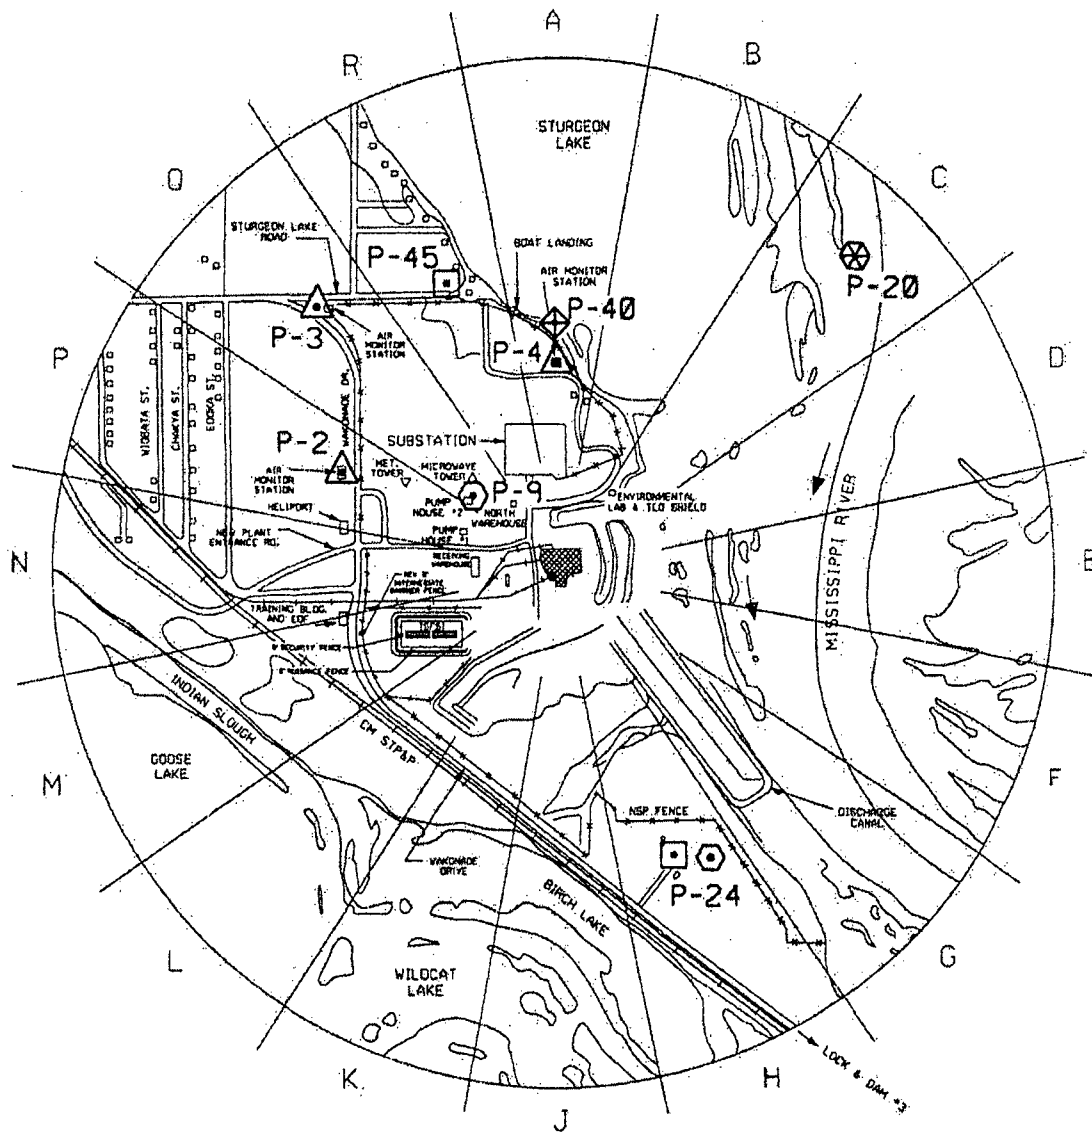 A
B
R
STURGEON
LAKE
C
Q
STURGEON LAKE
ROAD
P-45
BOAT LANDING
AIR MONITOR
STATION
P-40
P-20
P-3
AIR
MONITOR
STATION
P-4
P
D
WAKONADE DR.
CHAKYA ST.
EDOKA ST.
P-2
SUBSTATION
AIR
MONITOR
STATION
MET.
TOWER
MICROWAVE
TOWER
P-9
PUMP
HOUSE #2
NORTH
WAREHOUSE
ENVIRONMENTAL
LAB & TLD SHIELD
HELIPORT
NEW PLANT
ENTRANCE RD.
PUMP
HOUSE
RECEIVING
WAREHOUSE
N
E
MISSISSIPPI RIVER
TRAINING BLDG.
AND EOF
SECURITY FENCE
NUISANCE FENCE
INDIAN SLOUGH
CM STP&P
GOOSE
LAKE
M
F
NSP FENCE
DISCHARGE
CANAL
WAKONADE
DRIVE
P-24
BIRCH LAKE
L
G
WILDCAT
LAKE
K
H
J
LOCK & DAM #3